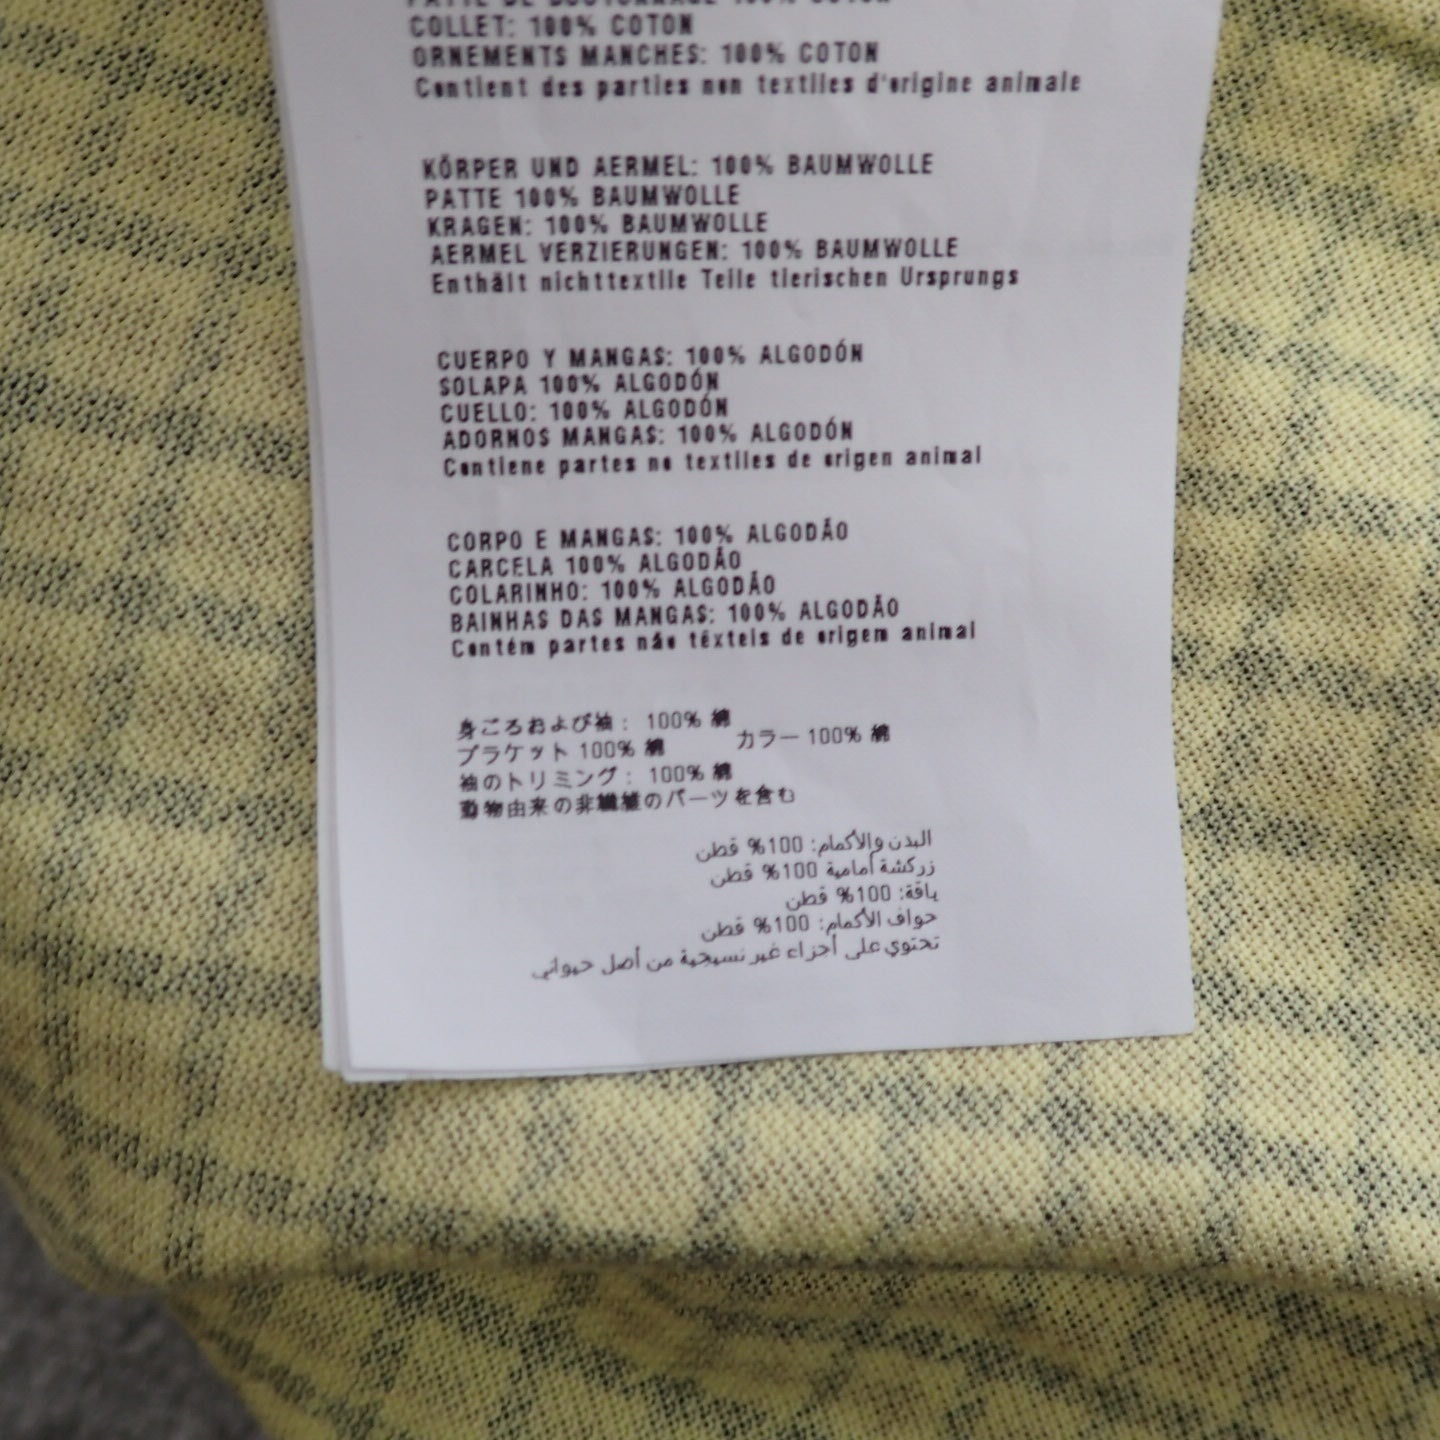 PATTE DE BOUTONNAGE 100% COTON
COLLET: 100% COTON
ORNEMENTS MANCHES: 100% COTON
Contient des parties non textiles d'origine animale
KÖRPER UND AERMEL: 100% BAUMWOLLE
PATTE 100% BAUMWOLLE
KRAGEN: 100% BAUMWOLLE
AERMEL VERZIERUNGEN: 100% BAUMWOLLE
Enthält nichttextile Teile tierischen Ursprungs
CUERPO Y MANGAS: 100% ALGODÓN
SOLAPA 100% ALGODÓN
CUELLO: 100% ALGODÓN
ADORNOS MANGAS: 100% ALGODÓN
Contiene partes no textiles de origen animal
CORPO E MANGAS: 100% ALGODÃO
CARCELA 100% ALGODÃO
COLARINHO: 100% ALGODÃO
BAINHAS DAS MANGAS: 100% ALGODÃO
Contém partes não têxteis de origem animal
身ごろおよび袖： 100% 綿
プラケット 100% 綿 カラー 100% 綿
袖のトリミング： 100% 綿
動物由来の非繊維のパーツを含む
البدن والأكمام: 100% قطن
زركشة أمامية 100% قطن
ياقة: 100% قطن
حواف الأكمام: 100% قطن
تحتوي على أجزاء غير نسيجية من أصل حيواني